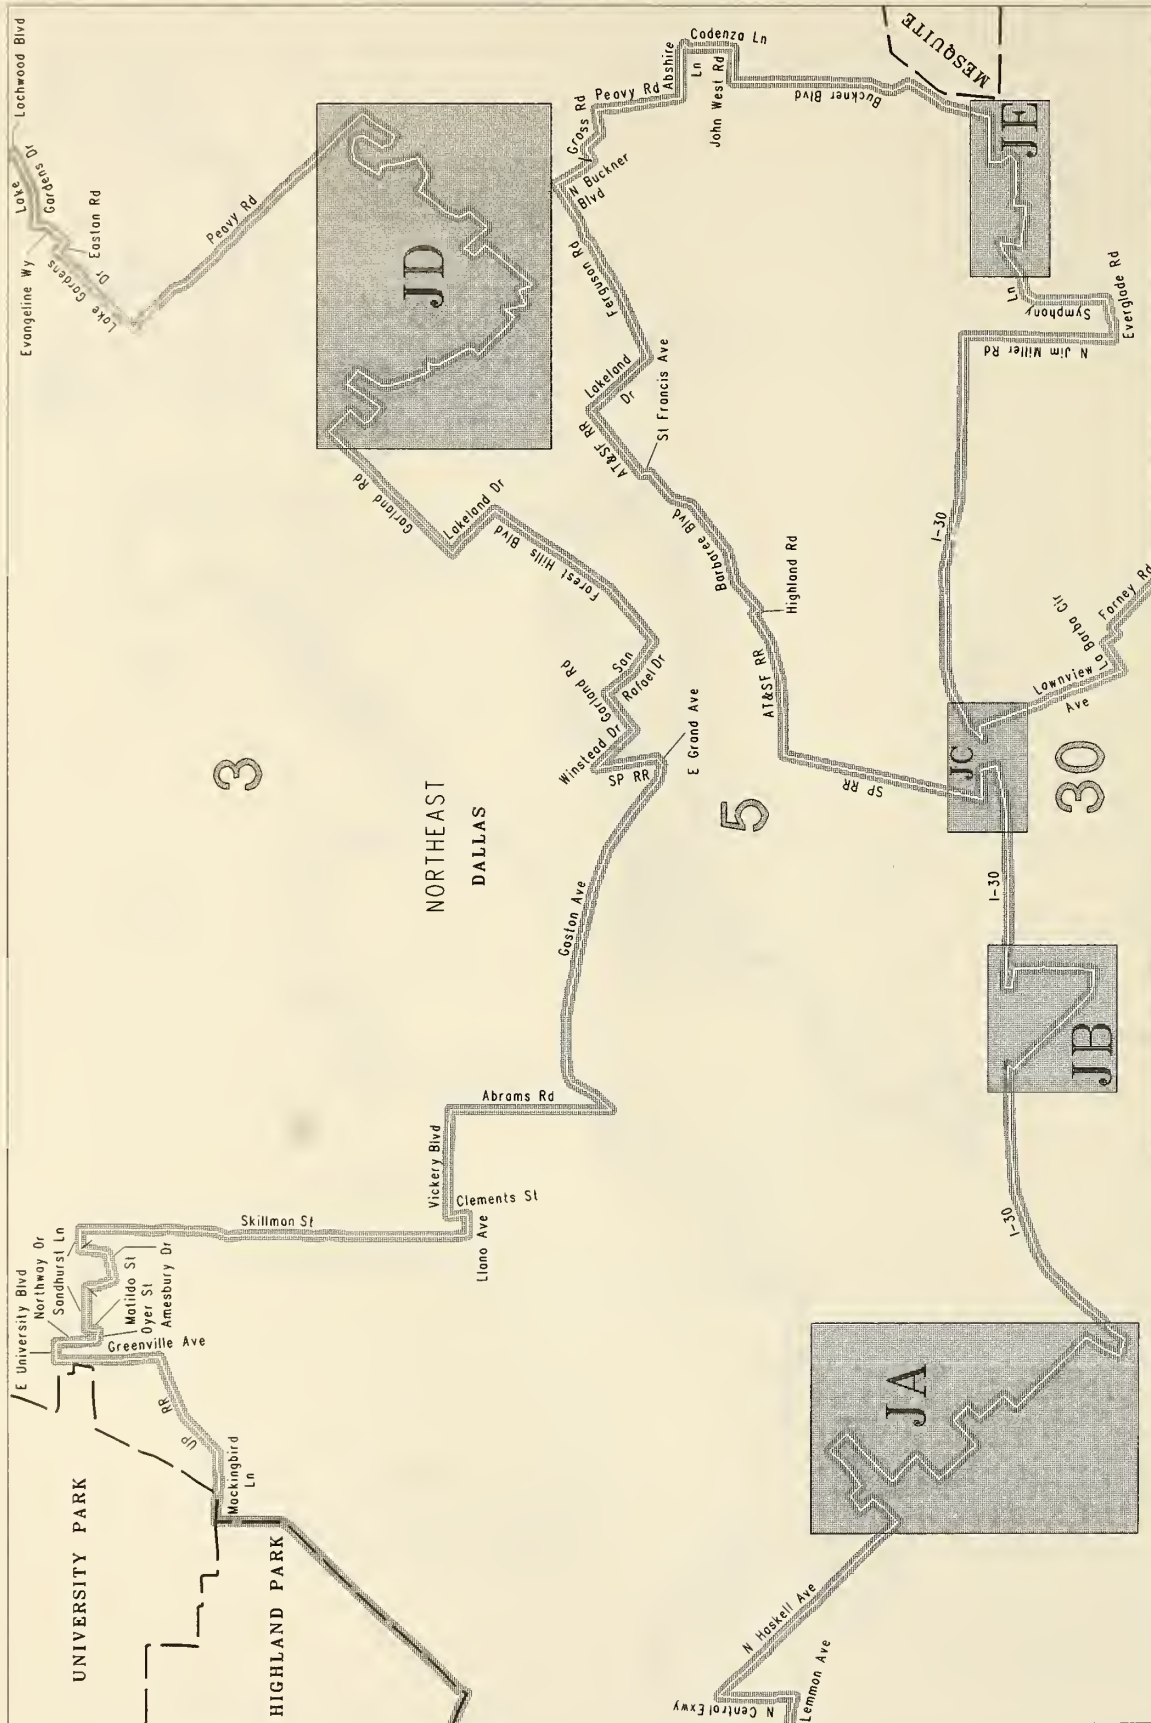 Lochwood Blvd
Lake
Gardens Dr
Evangeline Wy
Eastan Rd
Lake Gardens
Dr
Peavy Rd
JD
Garland Rd
Lakeland Dr
Forest Hills
Blvd
San
Rafael Dr
Garland Rd
Winstead Dr
SP RR
E Grand Ave
Gaston Ave
Abrams Rd
Vickery Blvd
Clements St
Llano Ave
Skillman St
E University Blvd
Northway Dr
Sandhurst Ln
Matilda St
Dyer St
Amesbury Dr
Greenville Ave
UP
RR
Mockingbird
Ln
UNIVERSITY PARK
HIGHLAND PARK
3
NORTHEAST
DALLAS
5
MESQUITE
Cadenza Ln
Abshire
Ln
John West Rd
Peavy Rd
Gross Rd
N Buckner
Blvd
Buckner Blvd
Ferguson Rd
Lakeland
Dr
AT&SF RR
St Francis Ave
Barbaree Blvd
Highland Rd
AT&SF RR
SP RR
JE
Symphony
Ln
Everglade Rd
N Jim Miller Rd
I-30
La Barba Cir
Forney Rd
Lawnview
Ave
JC
30
I-30
JB
I-30
JA
N Haskell Ave
N Central Exwy
Lemmon Ave